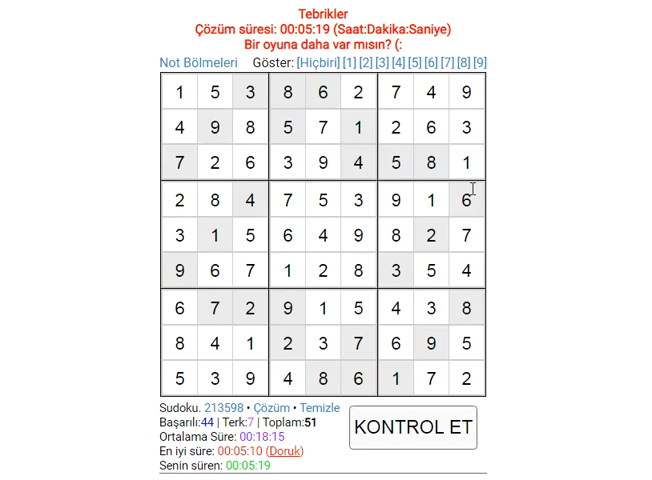 Tebrikler
Çözüm süresi: 00:05:19 (Saat:Dakika:Saniye)
Bir oyuna daha var mısın? (:
Not Bölmeleri Göster: [Hiçbiri] [1] [2] [3] [4] [5] [6] [7] [8] [9]
1 5 3 8 6 2 7 4 9
4 9 8 5 7 1 2 6 3
7 2 6 3 9 4 5 8 1
2 8 4 7 5 3 9 1 6
3 1 5 6 4 9 8 2 7
9 6 7 1 2 8 3 5 4
6 7 2 9 1 5 4 3 8
8 4 1 2 3 7 6 9 5
5 3 9 4 8 6 1 7 2
Sudoku. 213598 • Çözüm • Temizle
Başarılı:44 | Terk:7 | Toplam:51
Ortalama Süre: 00:18:15
En iyi süre: 00:05:10 (Doruk)
Senin süren: 00:05:19
KONTROL ET